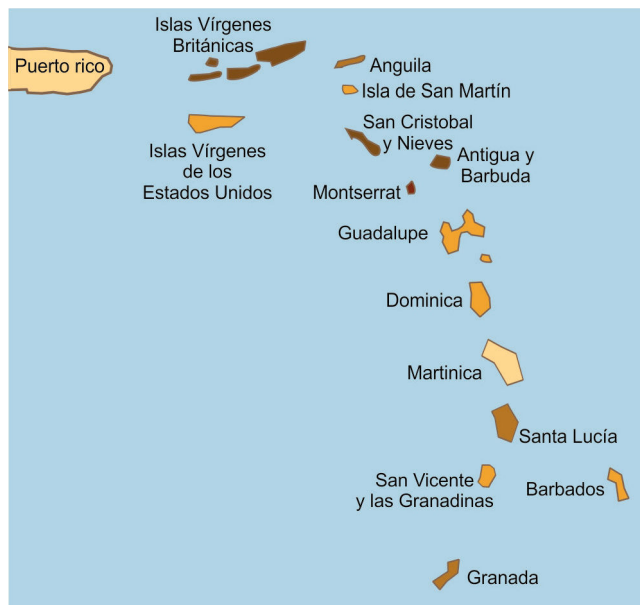 Islas Vírgenes
Británicas
Puerto rico
Anguila
Isla de San Martín
San Cristobal
y Nieves
Islas Vírgenes
de los
Estados Unidos
Antigua y
Barbuda
Montserrat
Guadalupe
Dominica
Martinica
Santa Lucía
San Vicente
y las Granadinas
Barbados
Granada